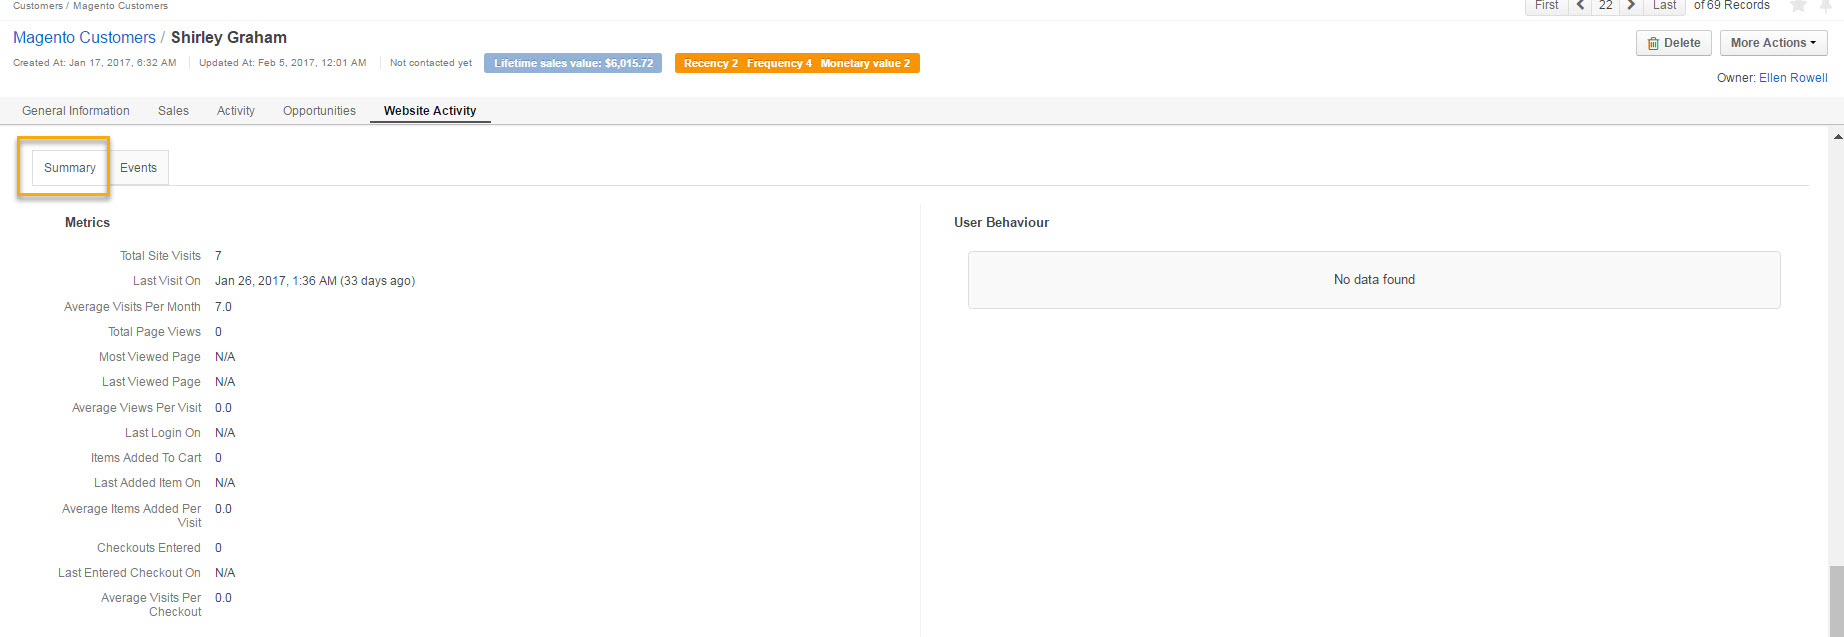 Customers / Magento Customers
First 22 Last of 69 Records
Magento Customers / Shirley Graham
Delete More Actions
Created At: Jan 17, 2017, 6:32 AM Updated At: Feb 5, 2017, 12:01 AM Not contacted yet Lifetime sales value: $6,015.72 Recency 2 Frequency 4 Monetary value 2
Owner: Ellen Rowell
General Information Sales Activity Opportunities Website Activity
Summary Events
Metrics
Total Site Visits 7
Last Visit On Jan 26, 2017, 1:36 AM (33 days ago)
Average Visits Per Month 7.0
Total Page Views 0
Most Viewed Page N/A
Last Viewed Page N/A
Average Views Per Visit 0.0
Last Login On N/A
Items Added To Cart 0
Last Added Item On N/A
Average Items Added Per 0.0
Visit
Checkouts Entered 0
Last Entered Checkout On N/A
Average Visits Per 0.0
Checkout
User Behaviour
No data found